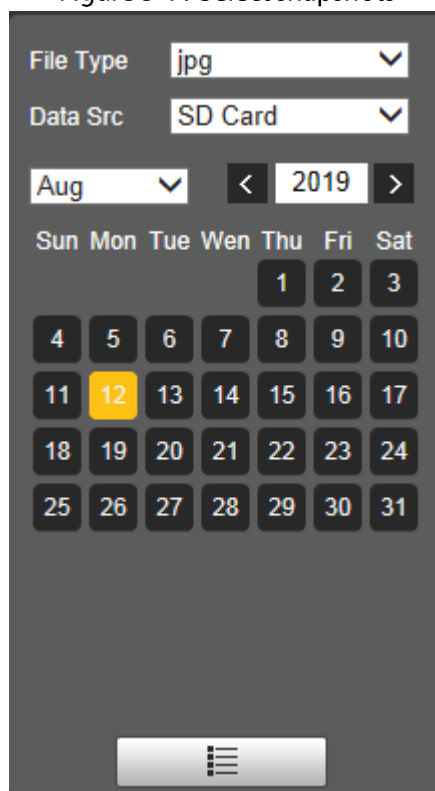 File Type jpg
Data Src SD Card
Aug 2019
Sun Mon Tue Wen Thu Fri Sat
1 2 3
4 5 6 7 8 9 10
11 12 13 14 15 16 17
18 19 20 21 22 23 24
25 26 27 28 29 30 31